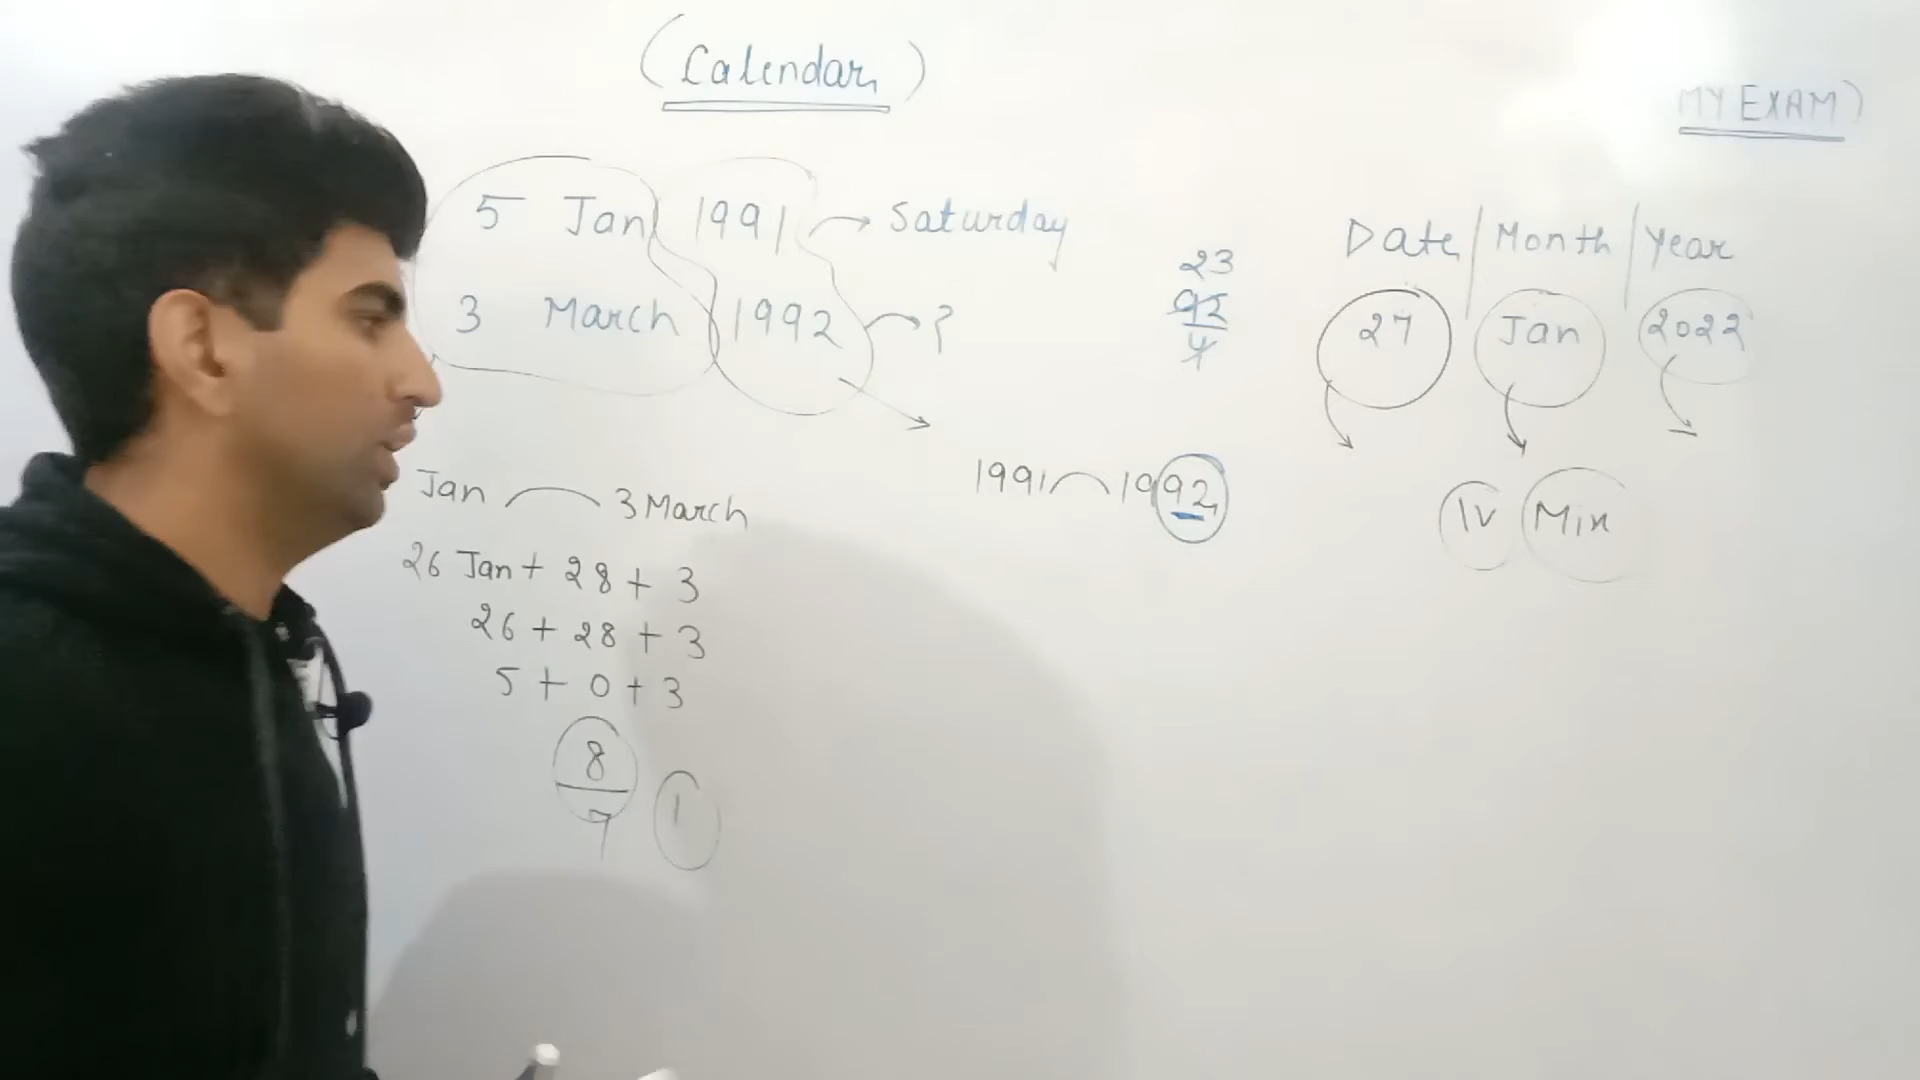 (Calendar)
MY EXAM)
5 Jan 1991 → Saturday
3 March 1992 → ?
23
92
4
Date | Month | Year
27 Jan 2022
IV Min
Jan 3 March
1991 1992
26 Jan + 28 + 3
26 + 28 + 3
5 + 0 + 3
8
7
1